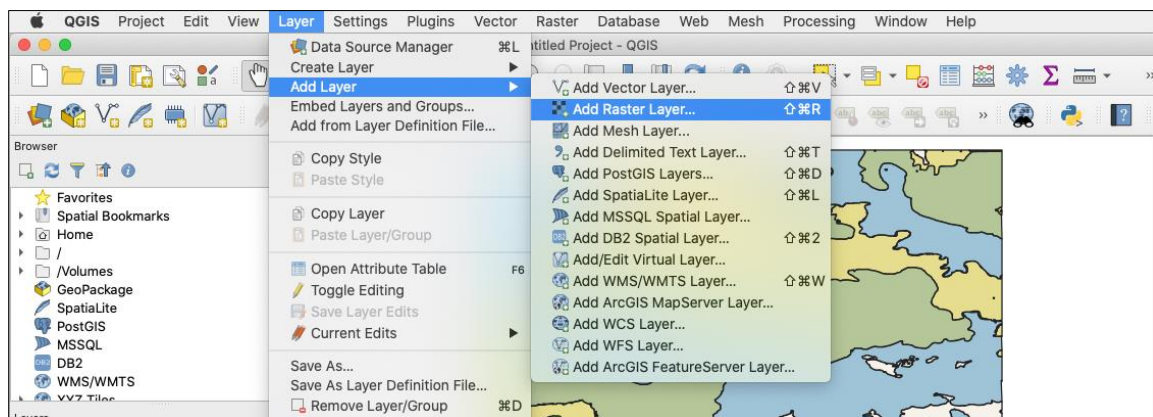 QGIS Project Edit View Layer Settings Plugins Vector Raster Database Web Mesh Processing Window Help
Untitled Project - QGIS
Data Source Manager ⌘L
Create Layer
Add Layer
Embed Layers and Groups...
Add from Layer Definition File...
Copy Style
Paste Style
Copy Layer
Paste Layer/Group
Open Attribute Table F6
Toggle Editing
Save Layer Edits
Current Edits
Save As...
Save As Layer Definition File...
Remove Layer/Group ⌘D
Add Vector Layer... ⇧⌘V
Add Raster Layer... ⇧⌘R
Add Mesh Layer...
Add Delimited Text Layer... ⇧⌘T
Add PostGIS Layers... ⇧⌘D
Add SpatiaLite Layer... ⇧⌘L
Add MSSQL Spatial Layer...
Add DB2 Spatial Layer... ⇧⌘2
Add/Edit Virtual Layer...
Add WMS/WMTS Layer... ⇧⌘W
Add ArcGIS MapServer Layer...
Add WCS Layer...
Add WFS Layer...
Add ArcGIS FeatureServer Layer...
Browser
Favorites
Spatial Bookmarks
Home
/
/Volumes
GeoPackage
SpatiaLite
PostGIS
MSSQL
DB2
WMS/WMTS
XYZ Tiles